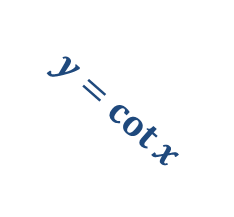 y = cot x